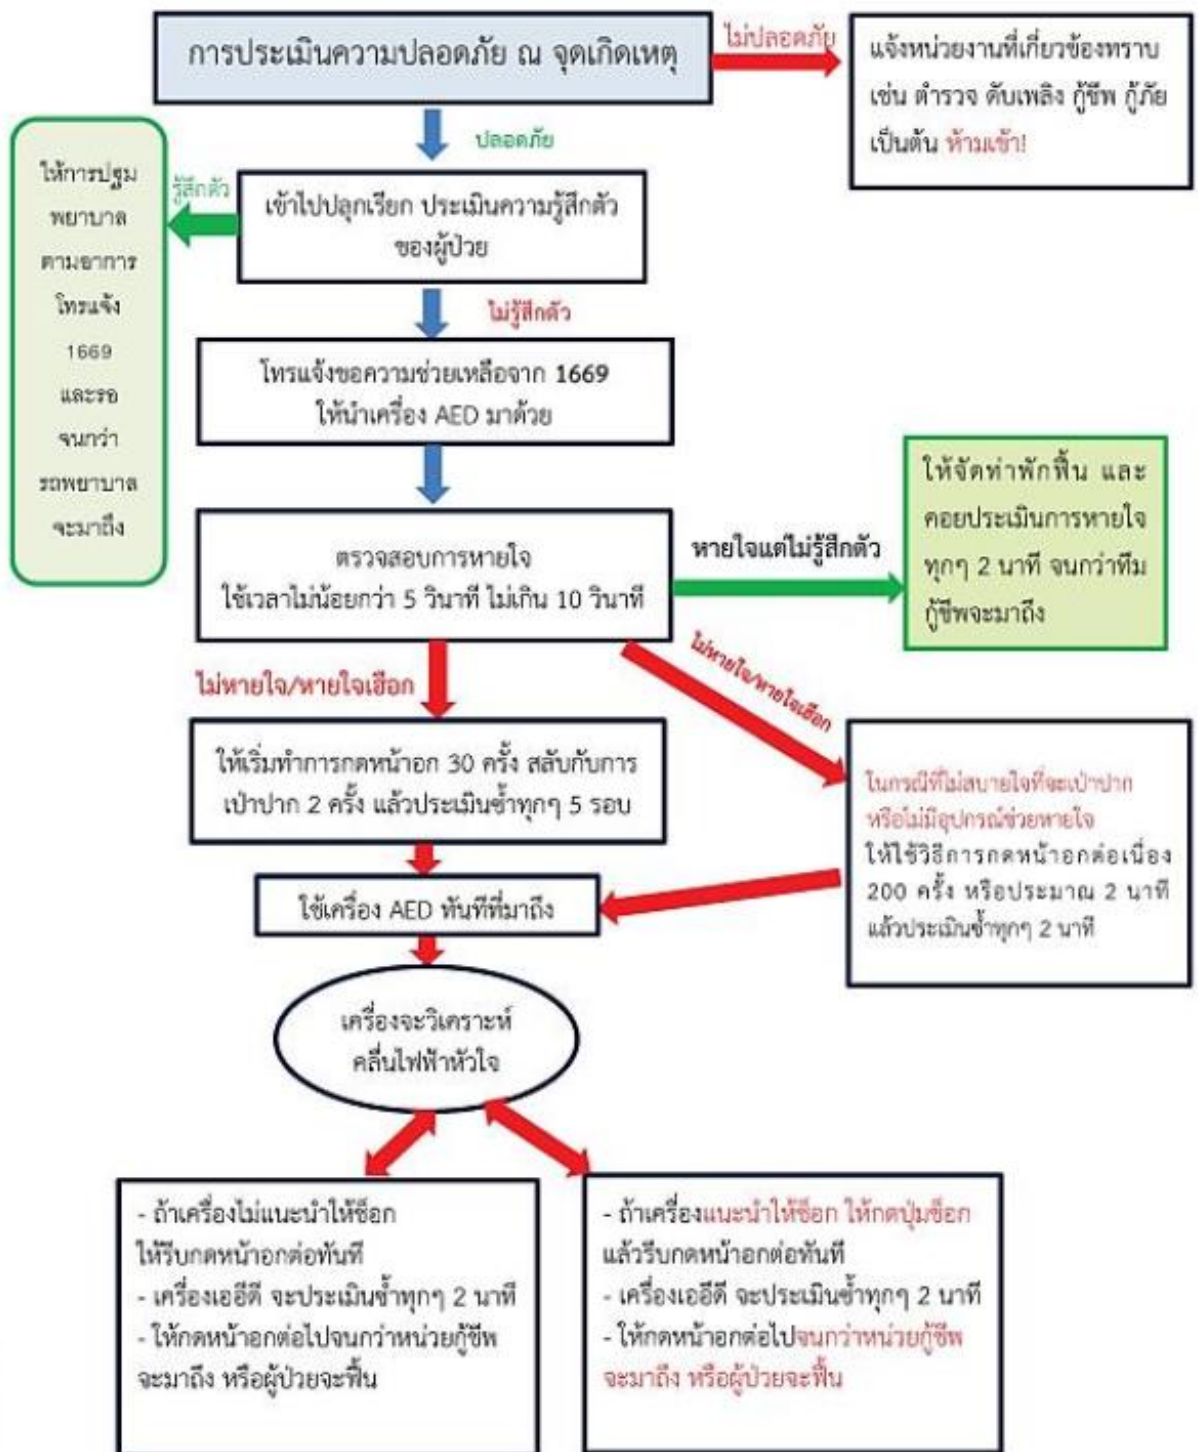 การประเมินความปลอดภัย ณ จุดเกิดเหตุ
ไม่ปลอดภัย
แจ้งหน่วยงานที่เกี่ยวข้องทราบ
เช่น ตำรวจ ดับเพลิง กู้ชีพ กู้ภัย
เป็นต้น ห้ามเข้า!
ปลอดภัย
เข้าไปปลุกเรียก ประเมินความรู้สึกตัว
ของผู้ป่วย
รู้สึกตัว
ให้การปฐม
พยาบาล
ตามอาการ
โทรแจ้ง
1669
และรอ
จนกว่า
รถพยาบาล
จะมาถึง
ไม่รู้สึกตัว
โทรแจ้งขอความช่วยเหลือจาก 1669
ให้นำเครื่อง AED มาด้วย
ตรวจสอบการหายใจ
ใช้เวลาไม่น้อยกว่า 5 วินาที ไม่เกิน 10 วินาที
หายใจแต่ไม่รู้สึกตัว
ให้จัดท่าพักฟื้น และ
คอยประเมินการหายใจ
ทุกๆ 2 นาที จนกว่าทีม
กู้ชีพจะมาถึง
ไม่หายใจ/หายใจเฮือก
ไม่หายใจ/หายใจเฮือก
ให้เริ่มทำการกดหน้าอก 30 ครั้ง สลับกับการ
เป่าปาก 2 ครั้ง แล้วประเมินซ้ำทุกๆ 5 รอบ
ในกรณีที่ไม่สบายใจที่จะเป่าปาก
หรือไม่มีอุปกรณ์ช่วยหายใจ
ให้ใช้วิธีการกดหน้าอกต่อเนื่อง
200 ครั้ง หรือประมาณ 2 นาที
แล้วประเมินซ้ำทุกๆ 2 นาที
ใช้เครื่อง AED ทันทีที่มาถึง
เครื่องจะวิเคราะห์
คลื่นไฟฟ้าหัวใจ
- ถ้าเครื่องไม่แนะนำให้ช็อก
ให้รีบกดหน้าอกต่อทันที
- เครื่องเออีดี จะประเมินซ้ำทุกๆ 2 นาที
- ให้กดหน้าอกต่อไปจนกว่าหน่วยกู้ชีพ
จะมาถึง หรือผู้ป่วยจะฟื้น
- ถ้าเครื่องแนะนำให้ช็อก ให้กดปุ่มช็อก
แล้วรีบกดหน้าอกต่อทันที
- เครื่องเออีดี จะประเมินซ้ำทุกๆ 2 นาที
- ให้กดหน้าอกต่อไปจนกว่าหน่วยกู้ชีพ
จะมาถึง หรือผู้ป่วยจะฟื้น